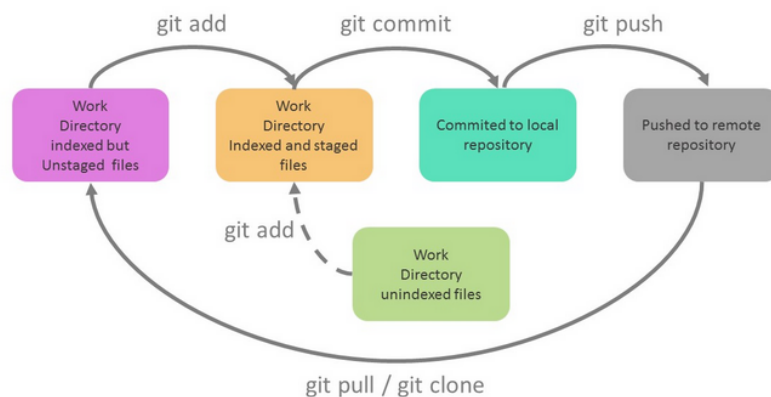 git add
git commit
git push
Work
Directory
indexed but
Unstaged files
Work
Directory
Indexed and staged
files
Commited to local
repository
Pushed to remote
repository
git add
Work
Directory
unindexed files
git pull / git clone